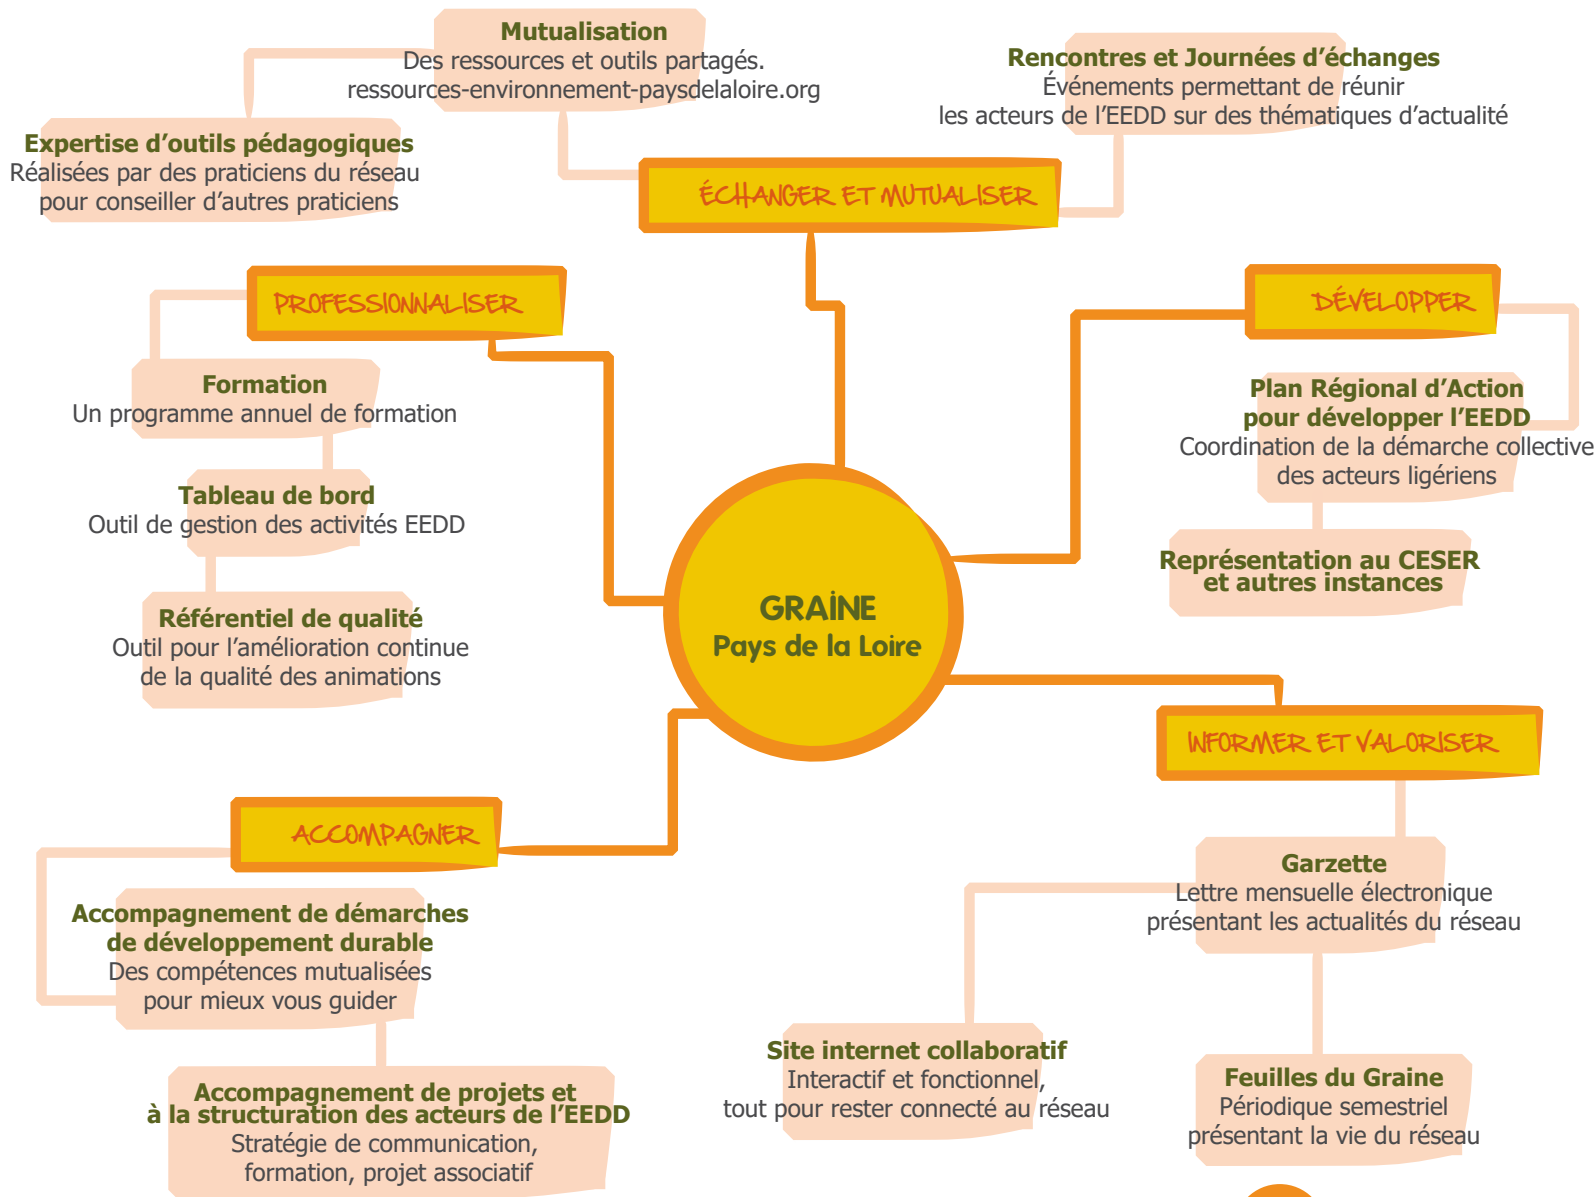 Mutualisation
Des ressources et outils partagés.
ressources-environnement-paysdelaloire.org
Rencontres et Journées d’échanges
Événements permettant de réunir
les acteurs de l’EEDD sur des thématiques d’actualité
Expertise d’outils pédagogiques
Réalisées par des praticiens du réseau
pour conseiller d’autres praticiens
ÉCHANGER ET MUTUALISER
PROFESSIONNALISER
Formation
Un programme annuel de formation
Tableau de bord
Outil de gestion des activités EEDD
Référentiel de qualité
Outil pour l’amélioration continue
de la qualité des animations
DÉVELOPPER
Plan Régional d’Action
pour développer l’EEDD
Coordination de la démarche collective
des acteurs ligériens
Représentation au CESER
et autres instances
GRAINE
Pays de la Loire
INFORMER ET VALORISER
Garzette
Lettre mensuelle électronique
présentant les actualités du réseau
Site internet collaboratif
Interactif et fonctionnel,
tout pour rester connecté au réseau
Feuilles du Graine
Périodique semestriel
présentant la vie du réseau
ACCOMPAGNER
Accompagnement de démarches
de développement durable
Des compétences mutualisées
pour mieux vous guider
Accompagnement de projets et
à la structuration des acteurs de l’EEDD
Stratégie de communication,
formation, projet associatif